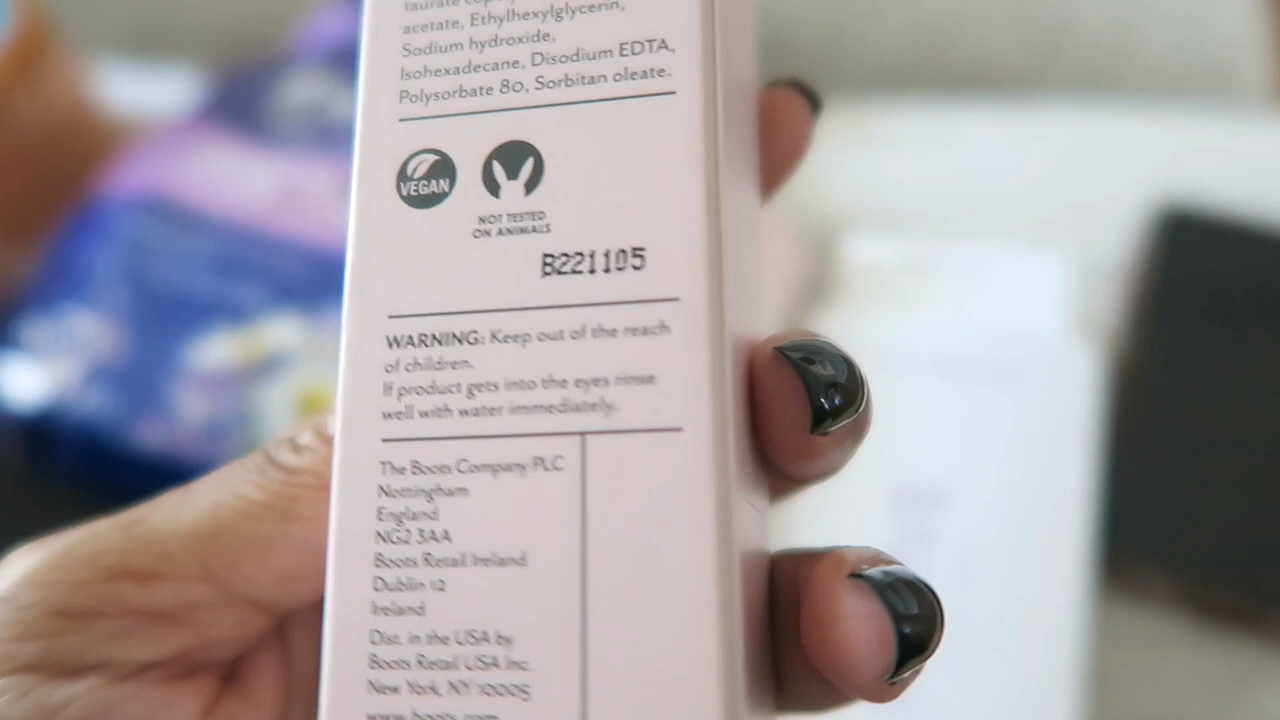 acetate, Ethylhexylglycerin,
Sodium hydroxide,
Isohexadecane, Disodium EDTA,
Polysorbate 80, Sorbitan oleate.
VEGAN
NOT TESTED
ON ANIMALS
B221105
WARNING: Keep out of the reach
of children.
If product gets into the eyes rinse
well with water immediately.
The Boots Company PLC
Nottingham
England
NG2 3AA
Boots Retail Ireland
Dublin 12
Ireland
Dist. in the USA by
Boots Retail USA Inc.
New York, NY 10005
www.boots.com